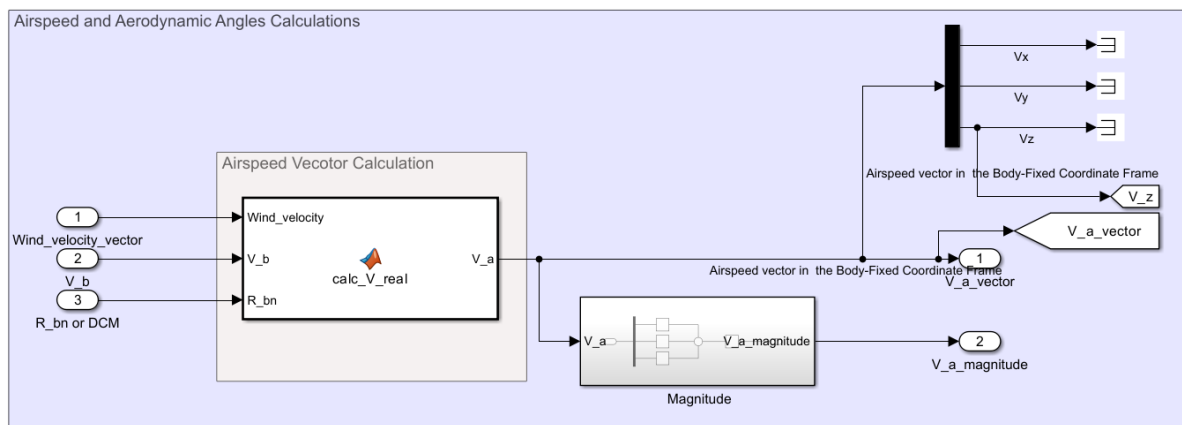 Airspeed and Aerodynamic Angles Calculations
Vx
Vy
Vz
Airspeed vector in  the Body-Fixed Coordinate Frame
V_z
V_a_vector
Airspeed Vecotor Calculation
1
Wind_velocity_vector
2
V_b
3
R_bn or DCM
Wind_velocity
V_b
R_bn
calc_V_real
V_a
Airspeed vector in  the Body-Fixed Coordinate Frame
1
V_a_vector
V_a
V_a_magnitude
Magnitude
2
V_a_magnitude